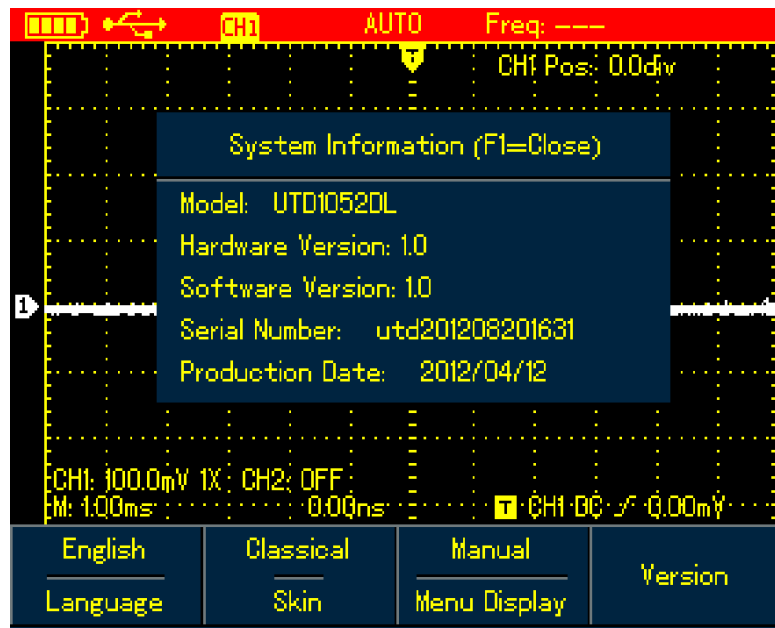 CH1 AUTO Freq: ---
T
CH1 Pos: 0.0div
System Information (F1=Close)
Model: UTD1052DL
Hardware Version: 1.0
Software Version: 1.0
1
Serial Number: utd201208201631
Production Date: 2012/04/12
CH1: 100.0mV 1X CH2: OFF
M: 1.00ms 0.00ns T CH1 DC 0.00mV
English Classical Manual Version
Language Skin Menu Display